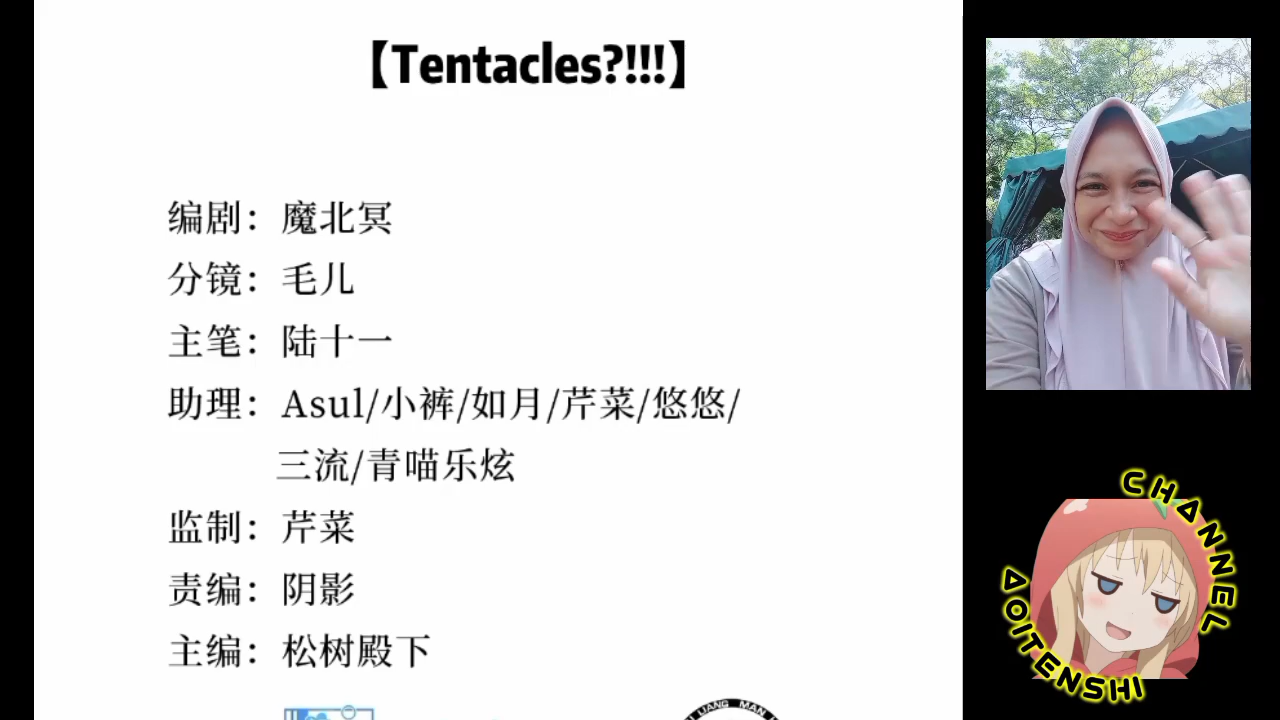 【Tentacles?!!!】
编剧：魔北冥
分镜：毛儿
主笔：陆十一
助理：Asul/小裤/如月/芹菜/悠悠/
三流/青喵乐炫
监制：芹菜
责编：阴影
主编：松树殿下
LIANG MAN
CHANNEL
AOITENSHI